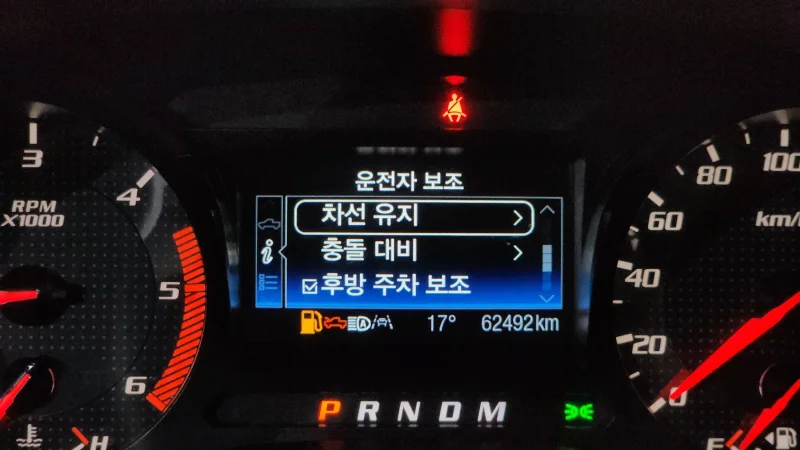 운전자 보조
차선 유지
충돌 대비
후방 주차 보조
17° 62492km
3
4
5
6
RPM
X1000
H
P R N D M
100
80
60
40
20
0
km/
E
i
A